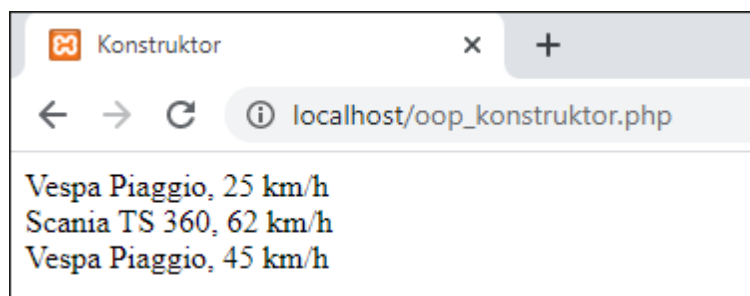 Konstruktor
localhost/oop_konstruktor.php
Vespa Piaggio, 25 km/h
Scania TS 360, 62 km/h
Vespa Piaggio, 45 km/h